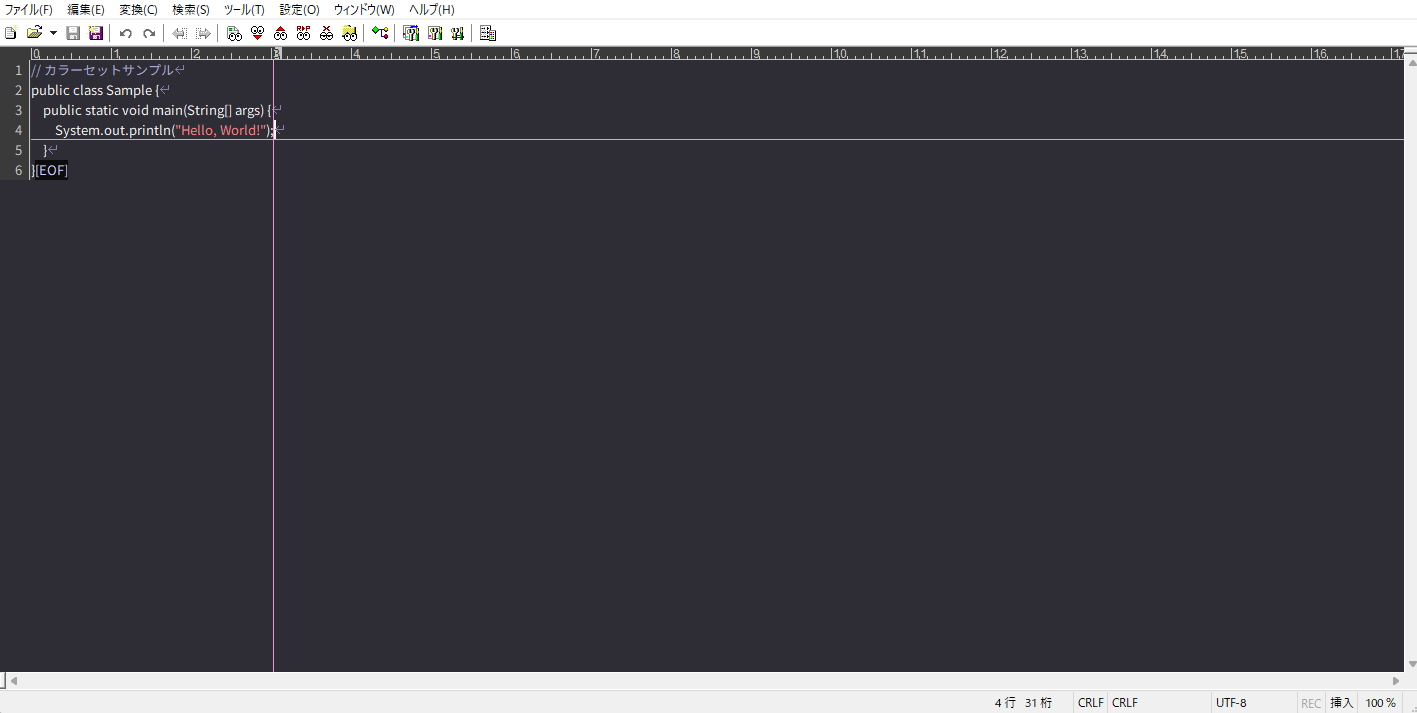 ファイル(F) 編集(E) 変換(C) 検索(S) ツール(T) 設定(O) ウィンドウ(W) ヘルプ(H)
0 1 2 3 4 5 6 7 8 9 10 11 12 13 14 15 16 17
1 // カラーセットサンプル↵
2 public class Sample {↵
3 public static void main(String[] args) {↵
4 System.out.println("Hello, World!");↵
5 }↵
6 }[EOF]
4 行 31 桁 CRLF CRLF UTF-8 REC 挿入 100 %